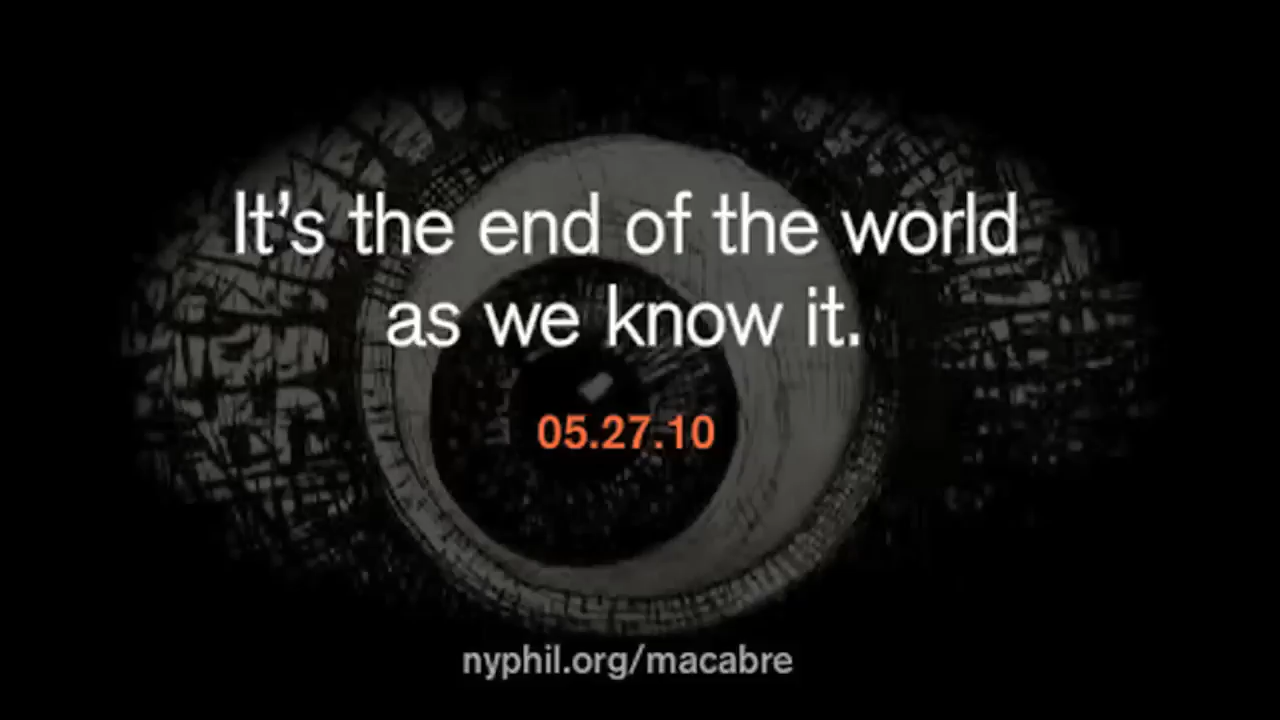 It’s the end of the world
as we know it.
05.27.10
nyphil.org/macabre